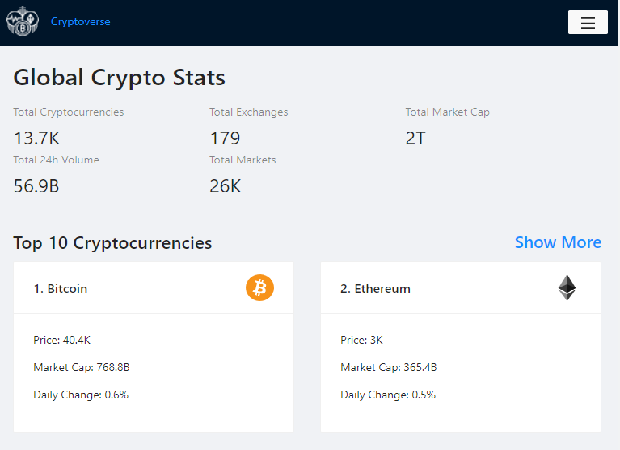 Cryptoverse
Global Crypto Stats
Total Cryptocurrencies
13.7K
Total Exchanges
179
Total Market Cap
2T
Total 24h Volume
56.9B
Total Markets
26K
Top 10 Cryptocurrencies
Show More
1. Bitcoin
Price: 40.4K
Market Cap: 768.8B
Daily Change: 0.6%
2. Ethereum
Price: 3K
Market Cap: 365.4B
Daily Change: 0.5%